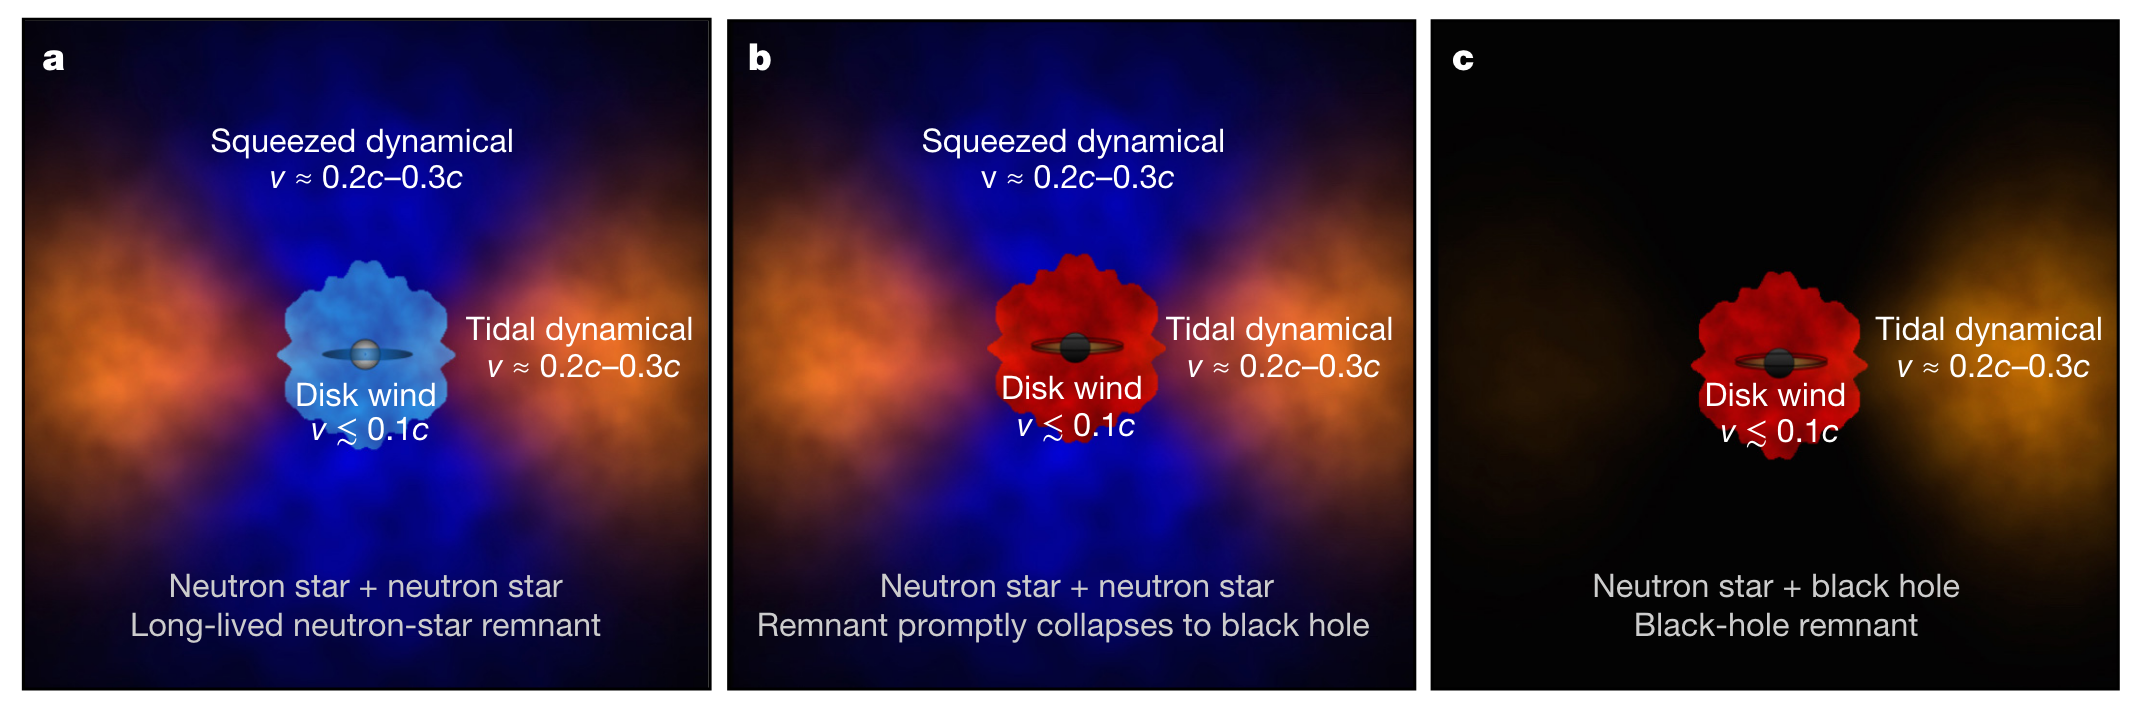 a
Squeezed dynamical
v ≈ 0.2c–0.3c
Tidal dynamical
v ≈ 0.2c–0.3c
Disk wind
v ≲ 0.1c
Neutron star + neutron star
Long-lived neutron-star remnant
b
Squeezed dynamical
v ≈ 0.2c–0.3c
Tidal dynamical
v ≈ 0.2c–0.3c
Disk wind
v ≲ 0.1c
Neutron star + neutron star
Remnant promptly collapses to black hole
c
Tidal dynamical
v ≈ 0.2c–0.3c
Disk wind
v ≲ 0.1c
Neutron star + black hole
Black-hole remnant